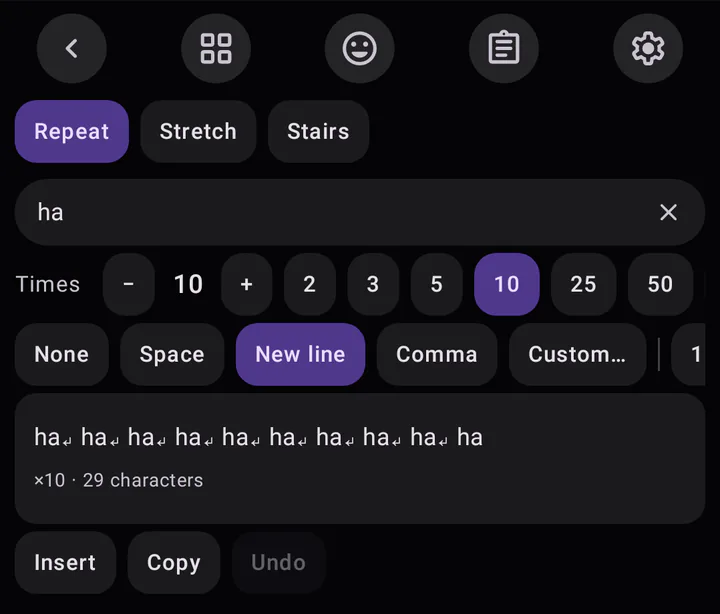 Repeat Stretch Stairs
ha
Times − 10 + 2 3 5 10 25 50
None Space New line Comma Custom... 1
ha↵ ha↵ ha↵ ha↵ ha↵ ha↵ ha↵ ha↵ ha↵ ha
×10 · 29 characters
Insert Copy Undo